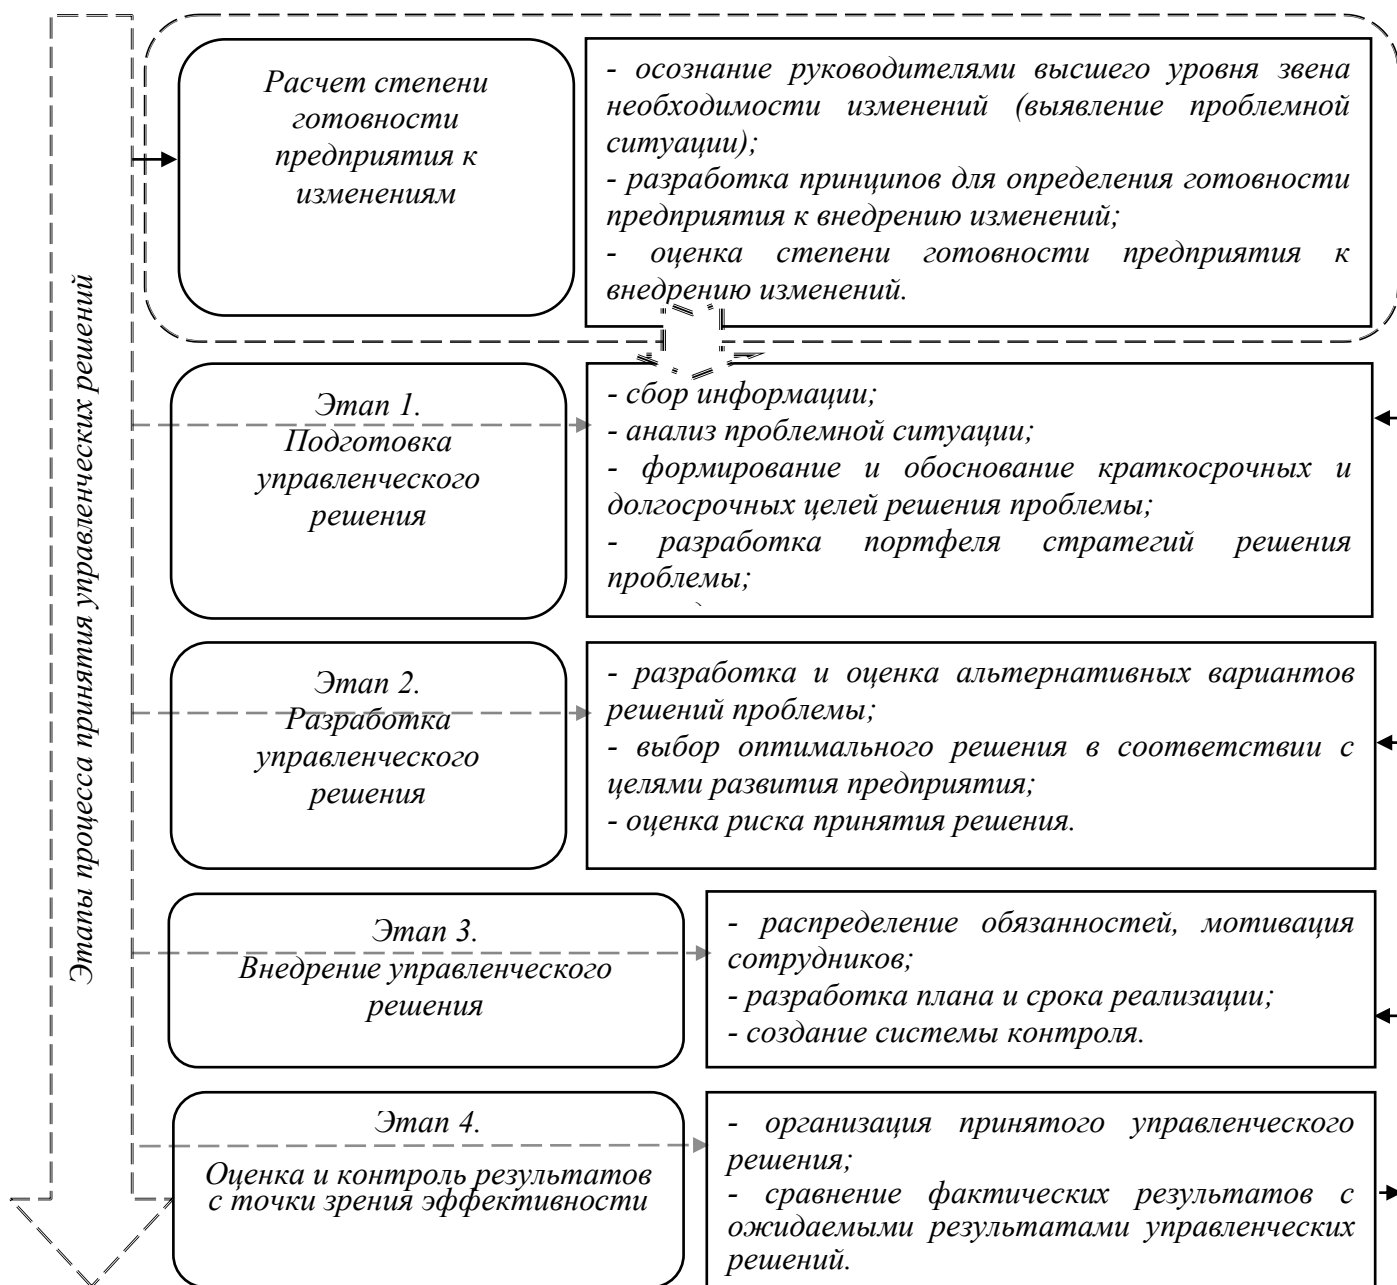 Этапы процесса принятия управленческих решений
Расчет степени
готовности
предприятия к
изменениям
- осознание руководителями высшего уровня звена
необходимости изменений (выявление проблемной
ситуации);
- разработка принципов для определения готовности
предприятия к внедрению изменений;
- оценка степени готовности предприятия к
внедрению изменений.
Этап 1.
Подготовка
управленческого
решения
- сбор информации;
- анализ проблемной ситуации;
- формирование и обоснование краткосрочных и
долгосрочных целей решения проблемы;
- разработка портфеля стратегий решения
проблемы;
Этап 2.
Разработка
управленческого
решения
- разработка и оценка альтернативных вариантов
решений проблемы;
- выбор оптимального решения в соответствии с
целями развития предприятия;
- оценка риска принятия решения.
Этап 3.
Внедрение управленческого
решения
- распределение обязанностей, мотивация
сотрудников;
- разработка плана и срока реализации;
- создание системы контроля.
Этап 4.
Оценка и контроль результатов
с точки зрения эффективности
- организация принятого управленческого
решения;
- сравнение фактических результатов с
ожидаемыми результатами управленческих
решений.